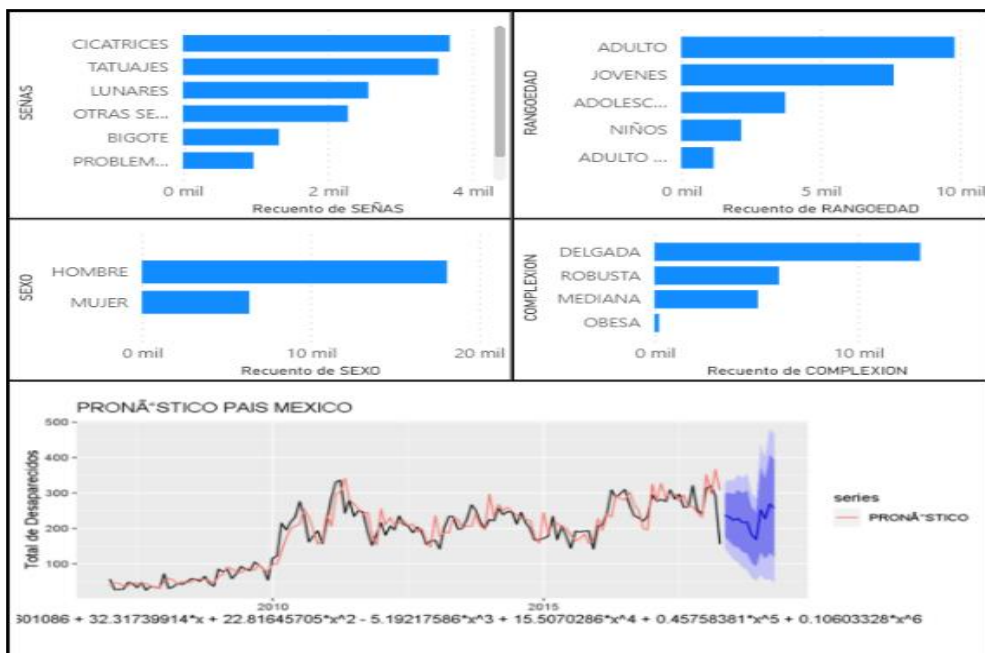 SEÑAS
CICATRICES
TATUAJES
LUNARES
OTRAS SE...
BIGOTE
PROBLEM...
0 mil 2 mil 4 mil
Recuento de SEÑAS
RANGOEDAD
ADULTO
JOVENES
ADOLESC...
NIÑOS
ADULTO ...
0 mil 5 mil 10 mil
Recuento de RANGOEDAD
SEXO
HOMBRE
MUJER
0 mil 10 mil 20 mil
Recuento de SEXO
COMPLEXION
DELGADA
ROBUSTA
MEDIANA
OBESA
0 mil 10 mil
Recuento de COMPLEXION
PRONÃ“STICO PAIS MEXICO
Total de Desaparecidos
500
400
300
200
100
2010 2015
series
PRONÃ“STICO
601086 + 32.31739914*x + 22.81645705*x^2 - 5.19217586*x^3 + 15.5070286*x^4 + 0.45758381*x^5 + 0.10603328*x^6